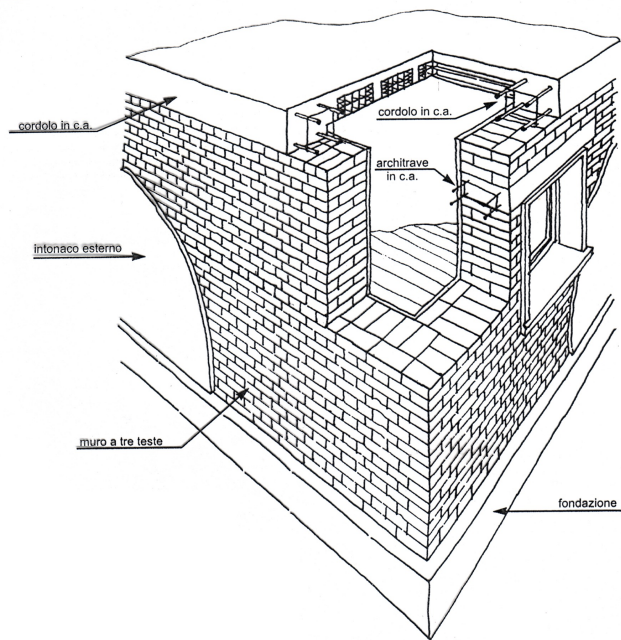 cordolo in c.a.
cordolo in c.a.
architrave
in c.a.
intonaco esterno
muro a tre teste
fondazione